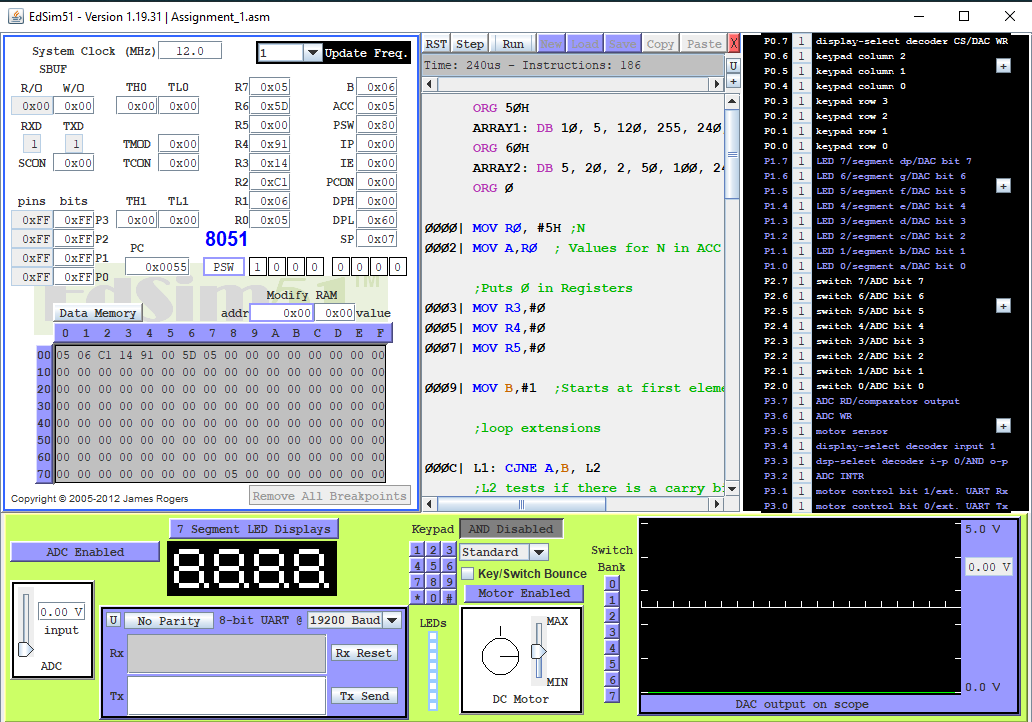 EdSim51 - Version 1.19.31 | Assignment_1.asm
System Clock (MHz) 12.0 1 Update Freq.
SBUF
R/O W/O TH0 TL0 R7 0x05 B 0x06
0x00 0x00 0x00 0x00 R6 0x5D ACC 0x05
RXD TXD R5 0x00 PSW 0x80
1 1 TMOD 0x00 R4 0x91 IP 0x00
SCON 0x00 TCON 0x00 R3 0x14 IE 0x00
R2 0xC1 PCON 0x00
pins bits TH1 TL1 R1 0x06 DPH 0x00
0xFF 0xFF P3 0x00 0x00 R0 0x05 DPL 0x60
0xFF 0xFF P2 PC 8051 SP 0x07
0xFF 0xFF P1 0x0055 PSW 1 0 0 0 0 0 0 0
0xFF 0xFF P0
EdSim51 TM
Modify RAM
Data Memory addr 0x00 0x00 value
0 1 2 3 4 5 6 7 8 9 A B C D E F
00 05 06 C1 14 91 00 5D 05 00 00 00 00 00 00 00 00
10 00 00 00 00 00 00 00 00 00 00 00 00 00 00 00 00
20 00 00 00 00 00 00 00 00 00 00 00 00 00 00 00 00
30 00 00 00 00 00 00 00 00 00 00 00 00 00 00 00 00
40 00 00 00 00 00 00 00 00 00 00 00 00 00 00 00 00
50 00 00 00 00 00 00 00 00 00 00 00 00 00 00 00 00
60 00 00 00 00 00 00 00 00 00 00 00 00 00 00 00 00
70 00 00 00 00 00 00 00 00 05 00 00 00 00 00 00 00
Copyright © 2005-2012 James Rogers Remove All Breakpoints
RST Step Run New Load Save Copy Paste X
Time: 240us - Instructions: 186 U
+
ORG 50H
ARRAY1: DB 10, 5, 120, 255, 240
ORG 60H
ARRAY2: DB 5, 20, 2, 50, 100, 2
ORG 0
0000| MOV R0, #5H ;N
0002| MOV A,R0 ; Values for N in ACC
;Puts 0 in Registers
0003| MOV R3,#0
0005| MOV R4,#0
0007| MOV R5,#0
0009| MOV B,#1 ;Starts at first eleme
;loop extensions
000C| L1: CJNE A,B, L2
;L2 tests if there is a carry bi
P0.7 1 display-select decoder CS/DAC WR
P0.6 1 keypad column 2 +
P0.5 1 keypad column 1
P0.4 1 keypad column 0
P0.3 1 keypad row 3
P0.2 1 keypad row 2
P0.1 1 keypad row 1
P0.0 1 keypad row 0
P1.7 1 LED 7/segment dp/DAC bit 7
P1.6 1 LED 6/segment g/DAC bit 6 +
P1.5 1 LED 5/segment f/DAC bit 5
P1.4 1 LED 4/segment e/DAC bit 4
P1.3 1 LED 3/segment d/DAC bit 3
P1.2 1 LED 2/segment c/DAC bit 2
P1.1 1 LED 1/segment b/DAC bit 1
P1.0 1 LED 0/segment a/DAC bit 0
P2.7 1 switch 7/ADC bit 7
P2.6 1 switch 6/ADC bit 6 +
P2.5 1 switch 5/ADC bit 5
P2.4 1 switch 4/ADC bit 4
P2.3 1 switch 3/ADC bit 3
P2.2 1 switch 2/ADC bit 2
P2.1 1 switch 1/ADC bit 1
P2.0 1 switch 0/ADC bit 0
P3.7 1 ADC RD/comparator output
P3.6 1 ADC WR
P3.5 1 motor sensor +
P3.4 1 display-select decoder input 1
P3.3 1 dsp-select decoder i-p 0/AND o-p
P3.2 1 ADC INTR
P3.1 1 motor control bit 1/ext. UART Rx
P3.0 1 motor control bit 0/ext. UART Tx
7 Segment LED Displays
ADC Enabled
8.8.8.8.
0.00 V
input
ADC
U No Parity 8-bit UART @ 19200 Baud
Rx Rx Reset
Tx Tx Send
Keypad AND Disabled
1 2 3 Standard
4 5 6 Key/Switch Bounce
7 8 9 Motor Enabled
* 0 #
LEDs
MAX
MIN
DC Motor
Switch
Bank
0
1
2
3
4
5
6
7
5.0 V
0.00 V
0.0 V
DAC output on scope